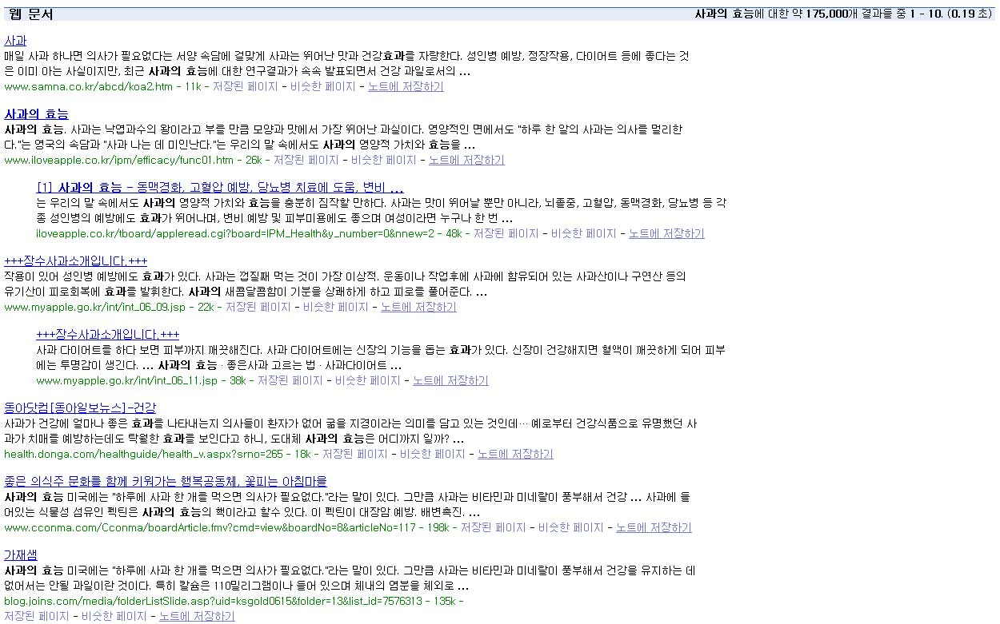 웹 문서 사과의 효능에 대한 약 175,000개 결과들 중 1 - 10. (0.19 초)
사과
매일 사과 하나면 의사가 필요없다는 서양 속담에 걸맞게 사과는 뛰어난 맛과 건강효과를 자랑한다. 성인병 예방, 정장작용, 다이어트 등에 좋다는 것
은 이미 아는 사실이지만, 최근 사과의 효능에 대한 연구결과가 속속 발표되면서 건강 과일로서의 ...
www.samna.co.kr/abcd/koa2.htm - 11k - 저장된 페이지 - 비슷한 페이지 - 노트에 저장하기
사과의 효능
사과의 효능. 사과는 낙엽과수의 왕이라고 부를 만큼 모양과 맛에서 가장 뛰어난 과실이다. 영양적인 면에서도 "하루 한 알의 사과는 의사를 멀리한
다."는 영국의 속담과 "사과 나는 데 미인난다."는 우리의 말 속에서도 사과의 영양적 가치와 효능을 ...
www.iloveapple.co.kr/ipm/efficacy/func01.htm - 26k - 저장된 페이지 - 비슷한 페이지 - 노트에 저장하기
[1] 사과의 효능 - 동맥경화, 고혈압 예방, 당뇨병 치료에 도움, 변비 ...
는 우리의 말 속에서도 사과의 영양적 가치와 효능을 충분히 짐작할 만하다. 사과는 맛이 뛰어날 뿐만 아니라, 뇌졸중, 고혈압, 동맥경화, 당뇨병 등 각
종 성인병의 예방에도 효과가 뛰어나며, 변비 예방 및 피부미용에도 좋으며 여성이라면 누구나 한 번 ...
iloveapple.co.kr/tboard/appleread.cgi?board=IPM_Health&y_number=0&nnew=2 - 48k - 저장된 페이지 - 비슷한 페이지 - 노트에 저장하기
+++장수사과소개입니다.+++
작용이 있어 성인병 예방에도 효과가 있다. 사과는 껍질째 먹는 것이 가장 이상적. 운동이나 작업후에 사과에 함유되어 있는 사과산이나 구연산 등의
유기산이 피로회복에 효과를 발휘한다. 사과의 새콤달콤함이 기분을 상쾌하게 하고 피로를 풀어준다. ...
www.myapple.go.kr/int/int_06_09.jsp - 22k - 저장된 페이지 - 비슷한 페이지 - 노트에 저장하기
+++장수사과소개입니다.+++
사과 다이어트를 하다 보면 피부까지 깨끗해진다. 사과 다이어트에는 신장의 기능을 돕는 효과가 있다. 신장이 건강해지면 혈액이 깨끗하게 되어 피부
에는 투명감이 생긴다. ... 사과의 효능 · 좋은사과 고르는 법 · 사과다이어트 ...
www.myapple.go.kr/int/int_06_11.jsp - 38k - 저장된 페이지 - 비슷한 페이지 - 노트에 저장하기
동아닷컴[동아일보뉴스]-건강
사과가 건강에 얼마나 좋은 효과를 나타내는지 의사들이 환자가 없어 굶을 지경이라는 의미를 담고 있는 것인데… 예로부터 건강식품으로 유명했던 사
과가 치매를 예방하는데도 탁월한 효과를 보인다고 하니, 도대체 사과의 효능은 어디까지 일까? ...
health.donga.com/healthguide/health_v.aspx?srno=265 - 18k - 저장된 페이지 - 비슷한 페이지 - 노트에 저장하기
좋은 의식주 문화를 함께 키워가는 행복공동체, 꽃피는 아침마을
사과의 효능 미국에는 "하루에 사과 한 개를 먹으면 의사가 필요없다."라는 말이 있다. 그만큼 사과는 비타민과 미네랄이 풍부해서 건강 ... 사과에 들
어있는 식물성 섬유인 펙틴은 사과의 효능의 핵이라고 할수 있다. 이 펙틴이 대장암 예방. 배변촉진. ...
www.cconma.com/Cconma/boardArticle.fmv?cmd=view&boardNo=8&articleNo=117 - 198k - 저장된 페이지 - 비슷한 페이지 - 노트에 저장하기
가재샘
사과의 효능 미국에는 "하루에 사과 한 개를 먹으면 의사가 필요없다."라는 말이 있다. 그만큼 사과는 비타민과 미네랄이 풍부해서 건강을 유지하는 데
없어서는 안될 과일이란 것이다. 특히 칼슘은 110밀리그램이나 들어 있으며 체내의 염분을 체외로 ...
blog.joins.com/media/folderListSlide.asp?uid=ksgold0615&folder=13&list_id=7576313 - 135k -
저장된 페이지 - 비슷한 페이지 - 노트에 저장하기